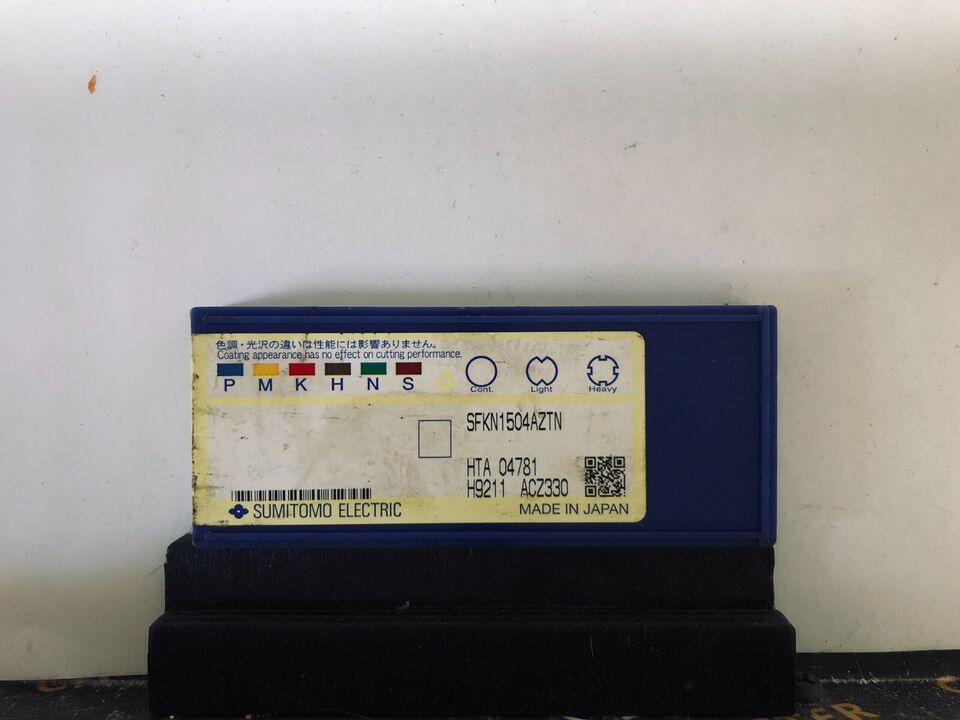 色調・光沢の違いは性能には影響ありません。
Coating appearance has no effect on cutting performance.
P M K H N S
Cont. Light Heavy
SFKN1504AZTN
HTA 04781
H9211 ACZ330
SUMITOMO ELECTRIC
MADE IN JAPAN